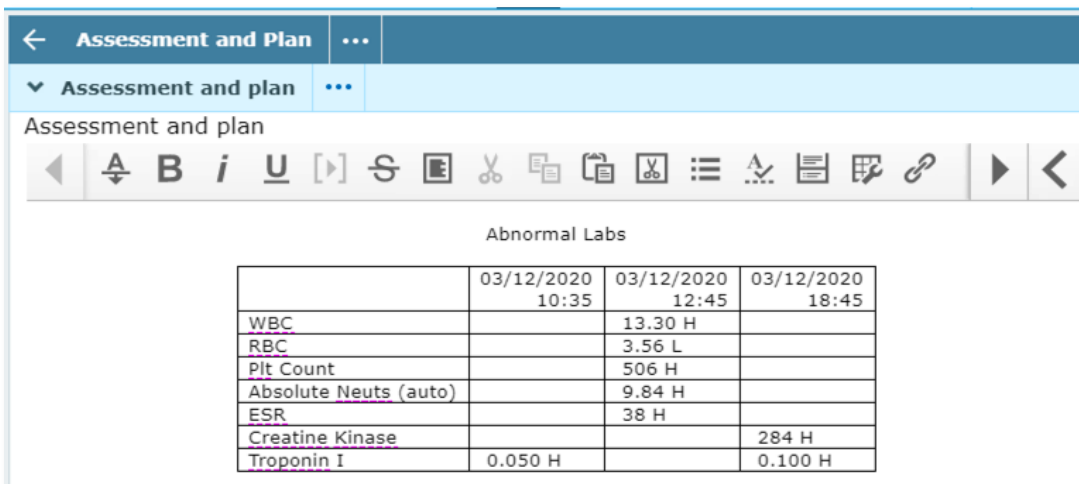 Assessment and Plan
Assessment and plan
Assessment and plan
Abnormal Labs
03/12/2020 03/12/2020 03/12/2020
10:35 12:45 18:45
WBC 13.30 H
RBC 3.56 L
Plt Count 506 H
Absolute Neuts (auto) 9.84 H
ESR 38 H
Creatine Kinase 284 H
Troponin I 0.050 H 0.100 H